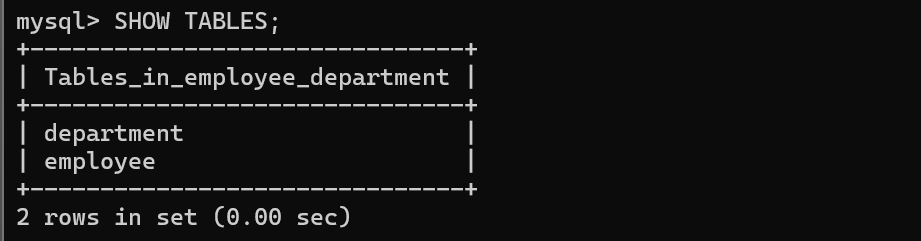 mysql> SHOW TABLES;
+-------------------------------+
| Tables_in_employee_department |
+-------------------------------+
| department                    |
| employee                      |
+-------------------------------+
2 rows in set (0.00 sec)